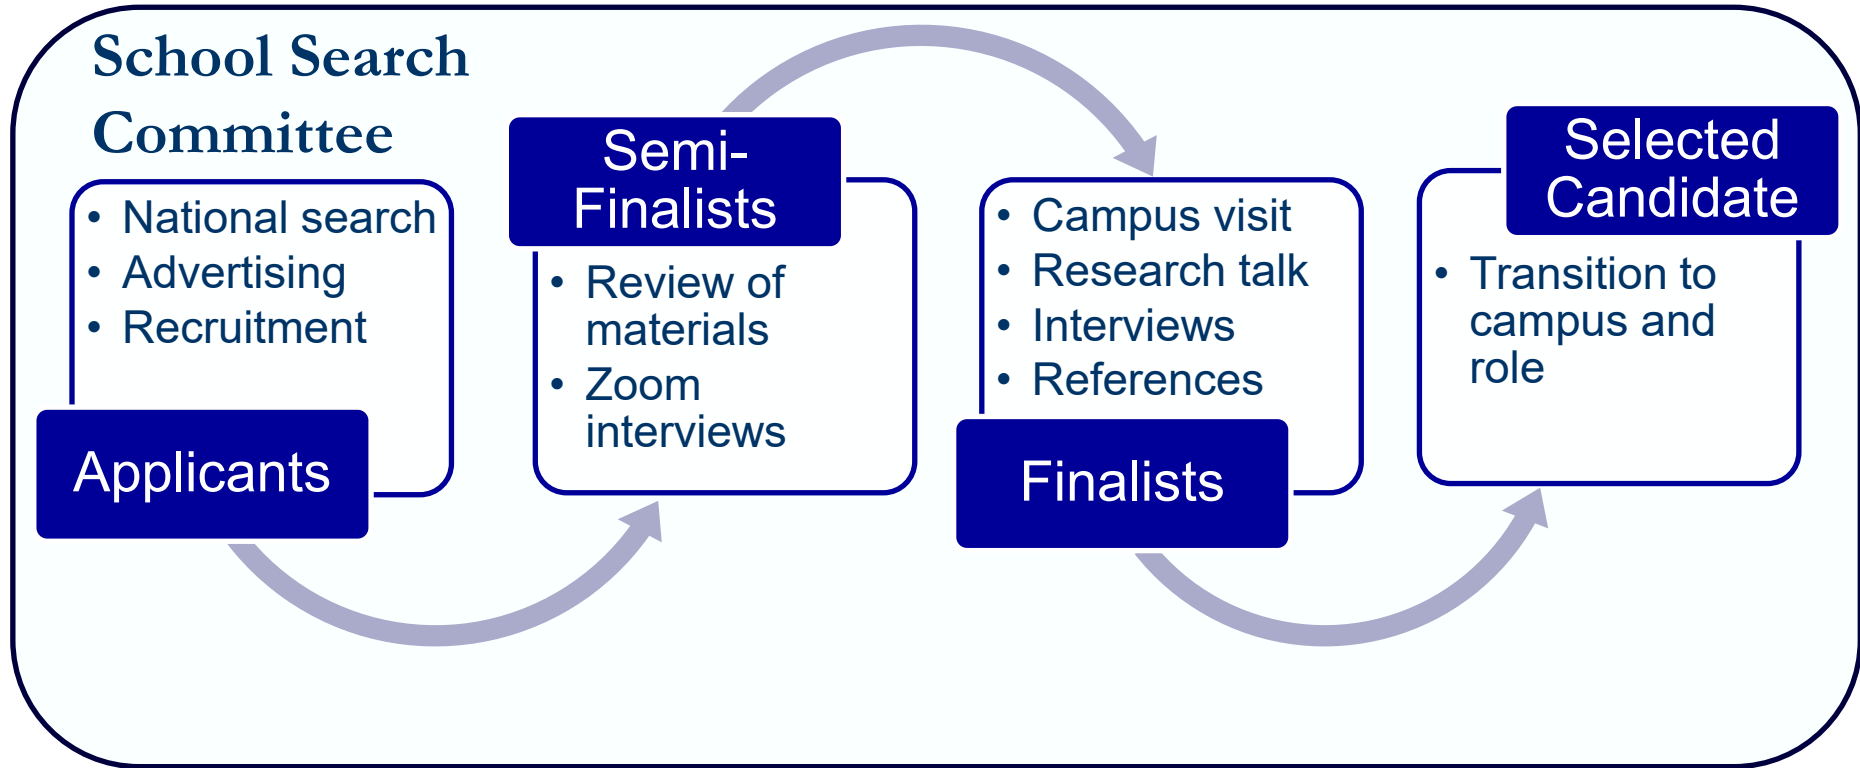 School Search
Committee
• National search
• Advertising
• Recruitment
Applicants
Semi-
Finalists
• Review of
materials
• Zoom
interviews
• Campus visit
• Research talk
• Interviews
• References
Finalists
Selected
Candidate
• Transition to
campus and
role